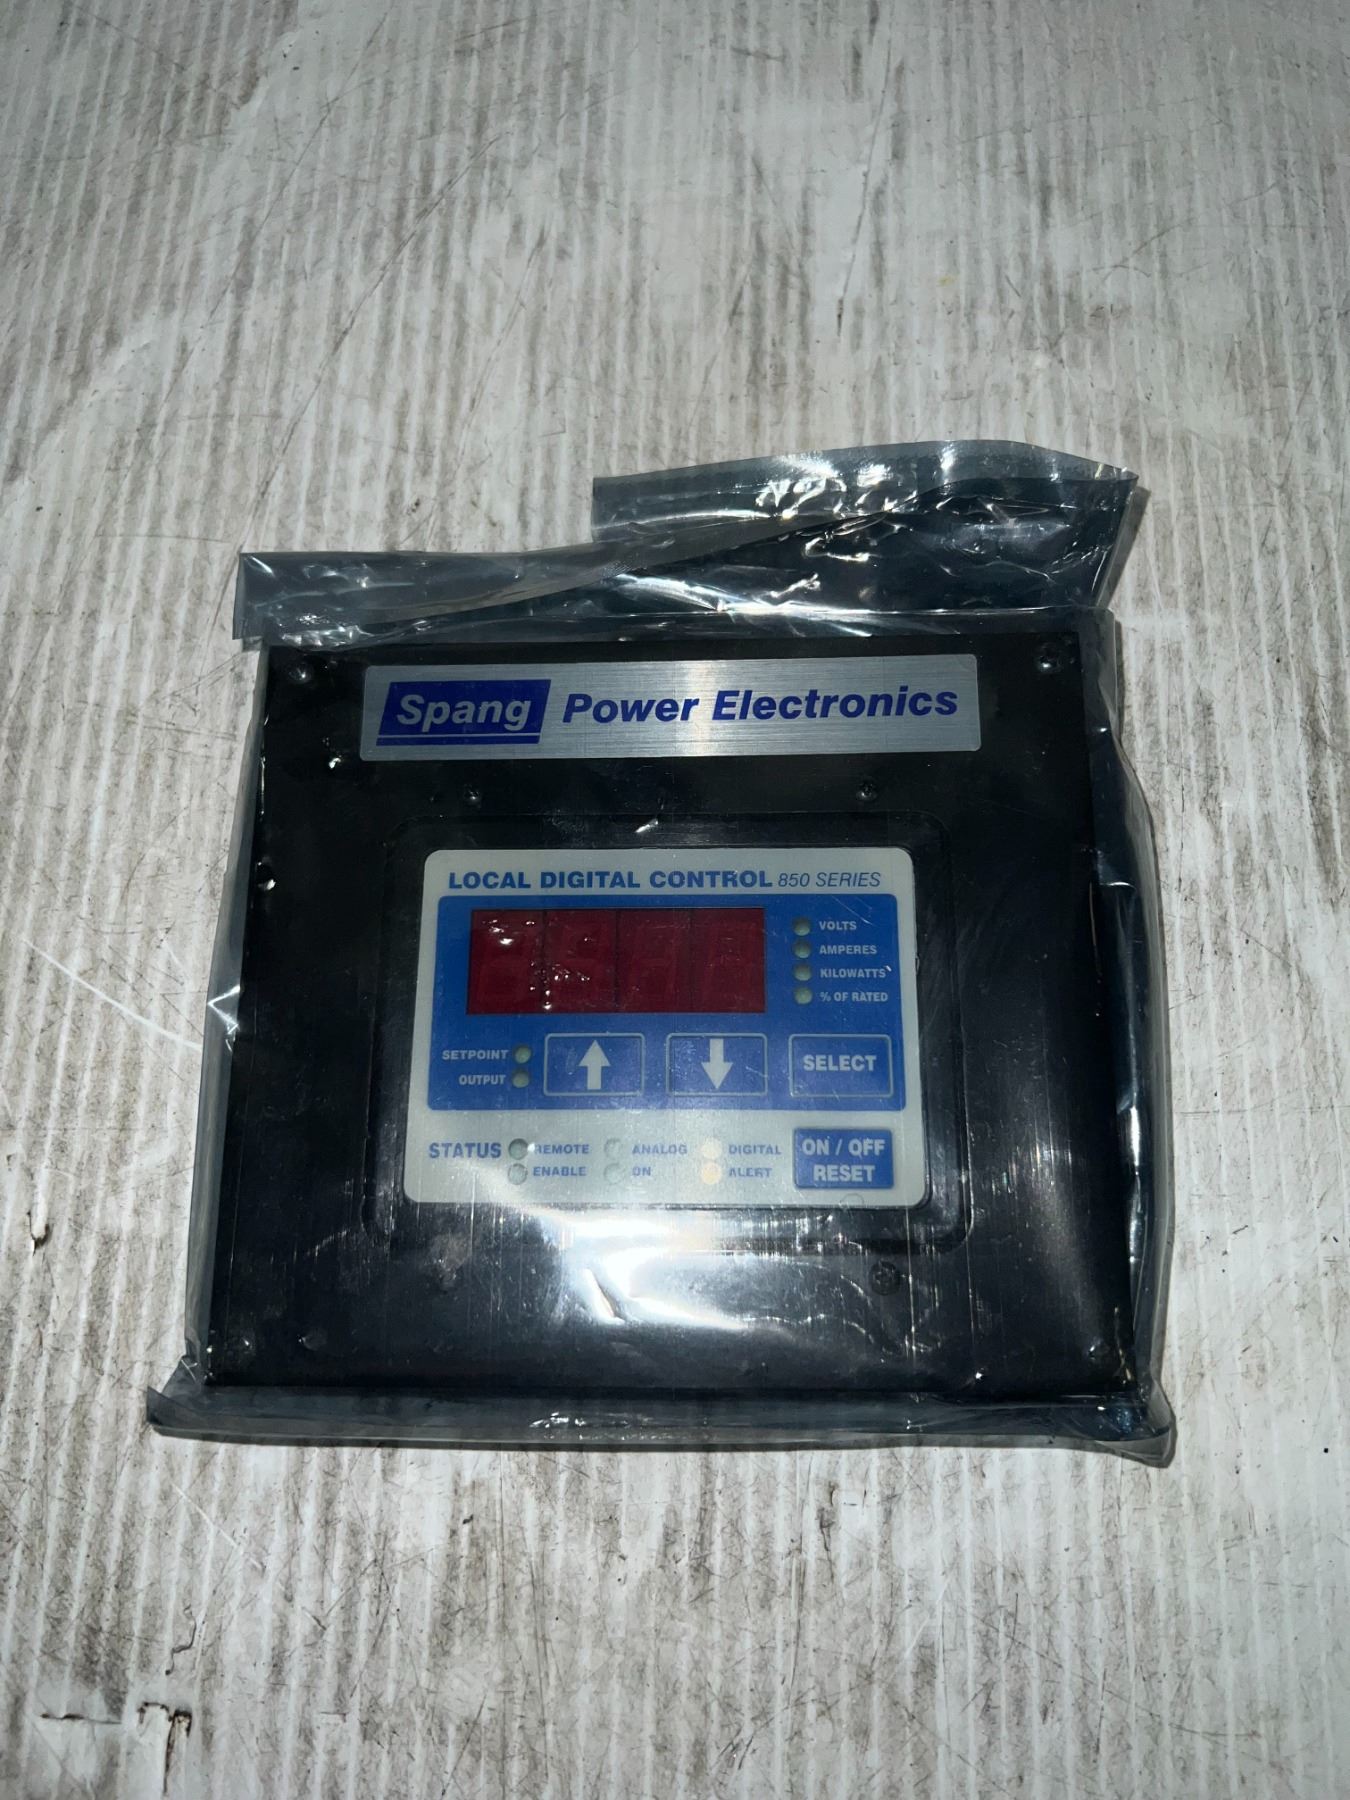 Spang Power Electronics
LOCAL DIGITAL CONTROL 850 SERIES
VOLTS
AMPERES
KILOWATTS
% OF RATED
SETPOINT
OUTPUT
SELECT
STATUS REMOTE ANALOG DIGITAL
ENABLE ON ALERT
ON / OFF
RESET